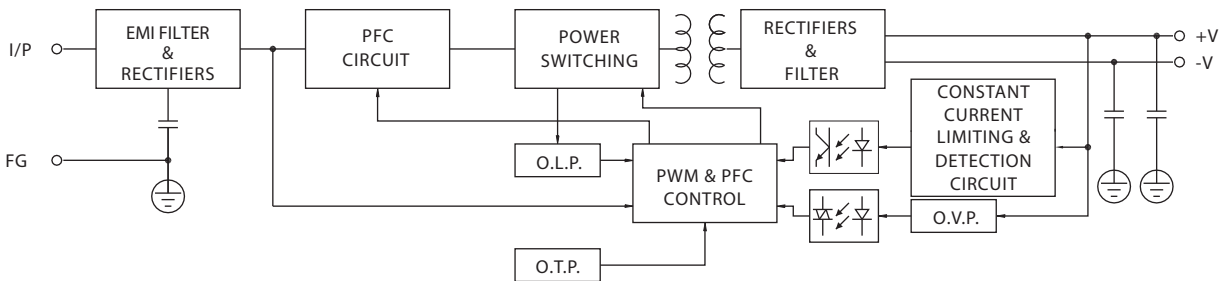 I/P
EMI FILTER
&
RECTIFIERS
PFC
CIRCUIT
POWER
SWITCHING
RECTIFIERS
&
FILTER
+V
-V
CONSTANT
CURRENT
LIMITING &
DETECTION
CIRCUIT
FG
O.L.P.
PWM & PFC
CONTROL
O.V.P.
O.T.P.